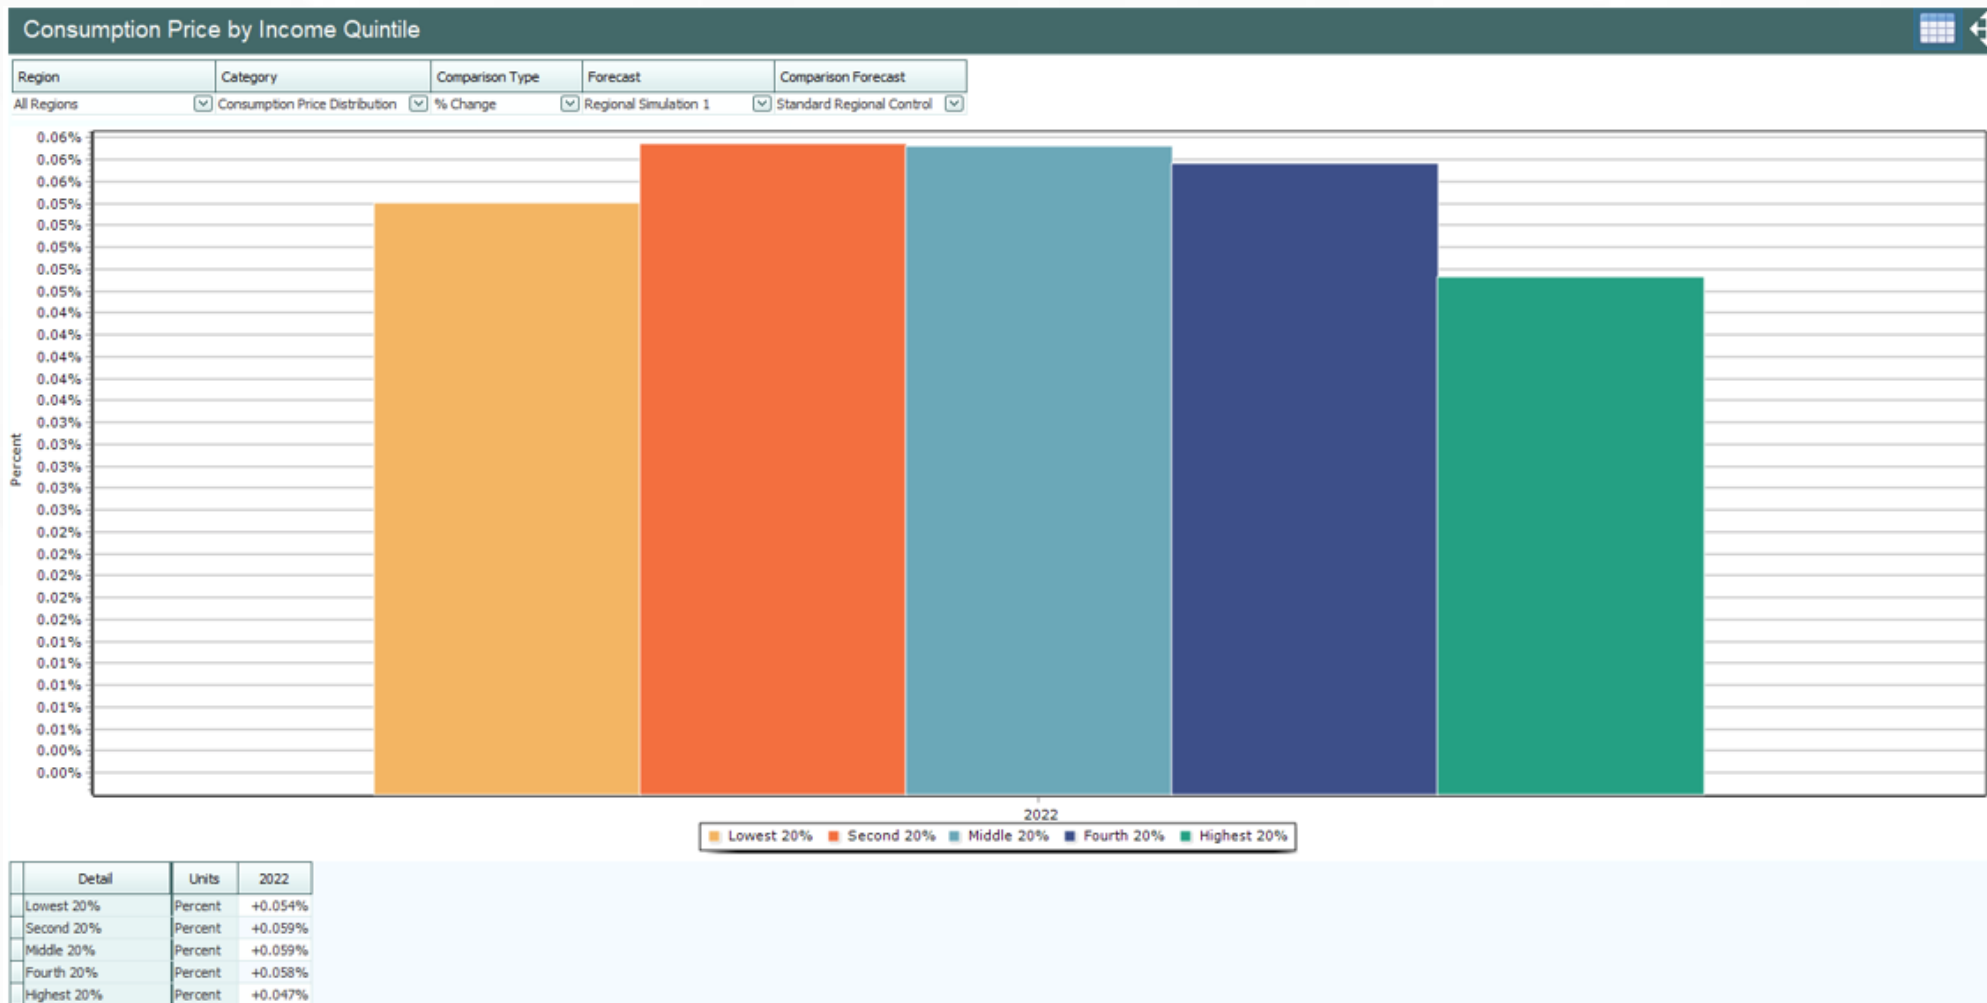 Consumption Price by Income Quintile
Region Category Comparison Type Forecast Comparison Forecast
All Regions Consumption Price Distribution % Change Regional Simulation 1 Standard Regional Control
0.06%
0.06%
0.06%
0.05%
0.05%
0.05%
0.05%
0.05%
0.04%
0.04%
0.04%
0.04%
0.04%
0.03%
0.03%
0.03%
0.03%
0.03%
0.02%
0.02%
0.02%
0.02%
0.02%
0.01%
0.01%
0.01%
0.01%
0.01%
0.00%
0.00%
Percent
2022
Lowest 20% Second 20% Middle 20% Fourth 20% Highest 20%
Detail Units 2022
Lowest 20% Percent +0.054%
Second 20% Percent +0.059%
Middle 20% Percent +0.059%
Fourth 20% Percent +0.058%
Highest 20% Percent +0.047%